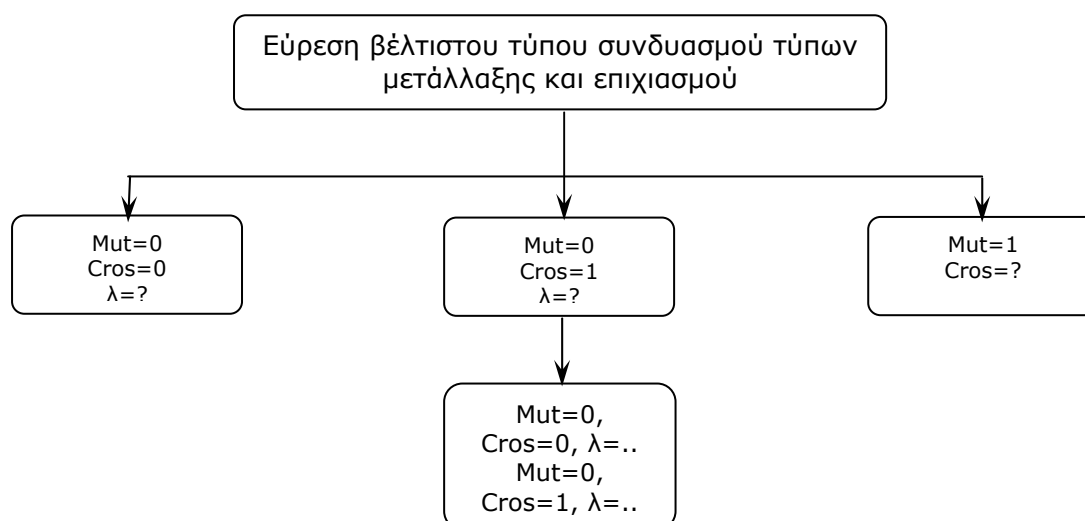 Εύρεση βέλτιστου τύπου συνδυασμού τύπων
μετάλλαξης και επιχιασμού
Mut=0
Cros=0
λ=?
Mut=0
Cros=1
λ=?
Mut=1
Cros=?
Mut=0,
Cros=0, λ=..
Mut=0,
Cros=1, λ=..